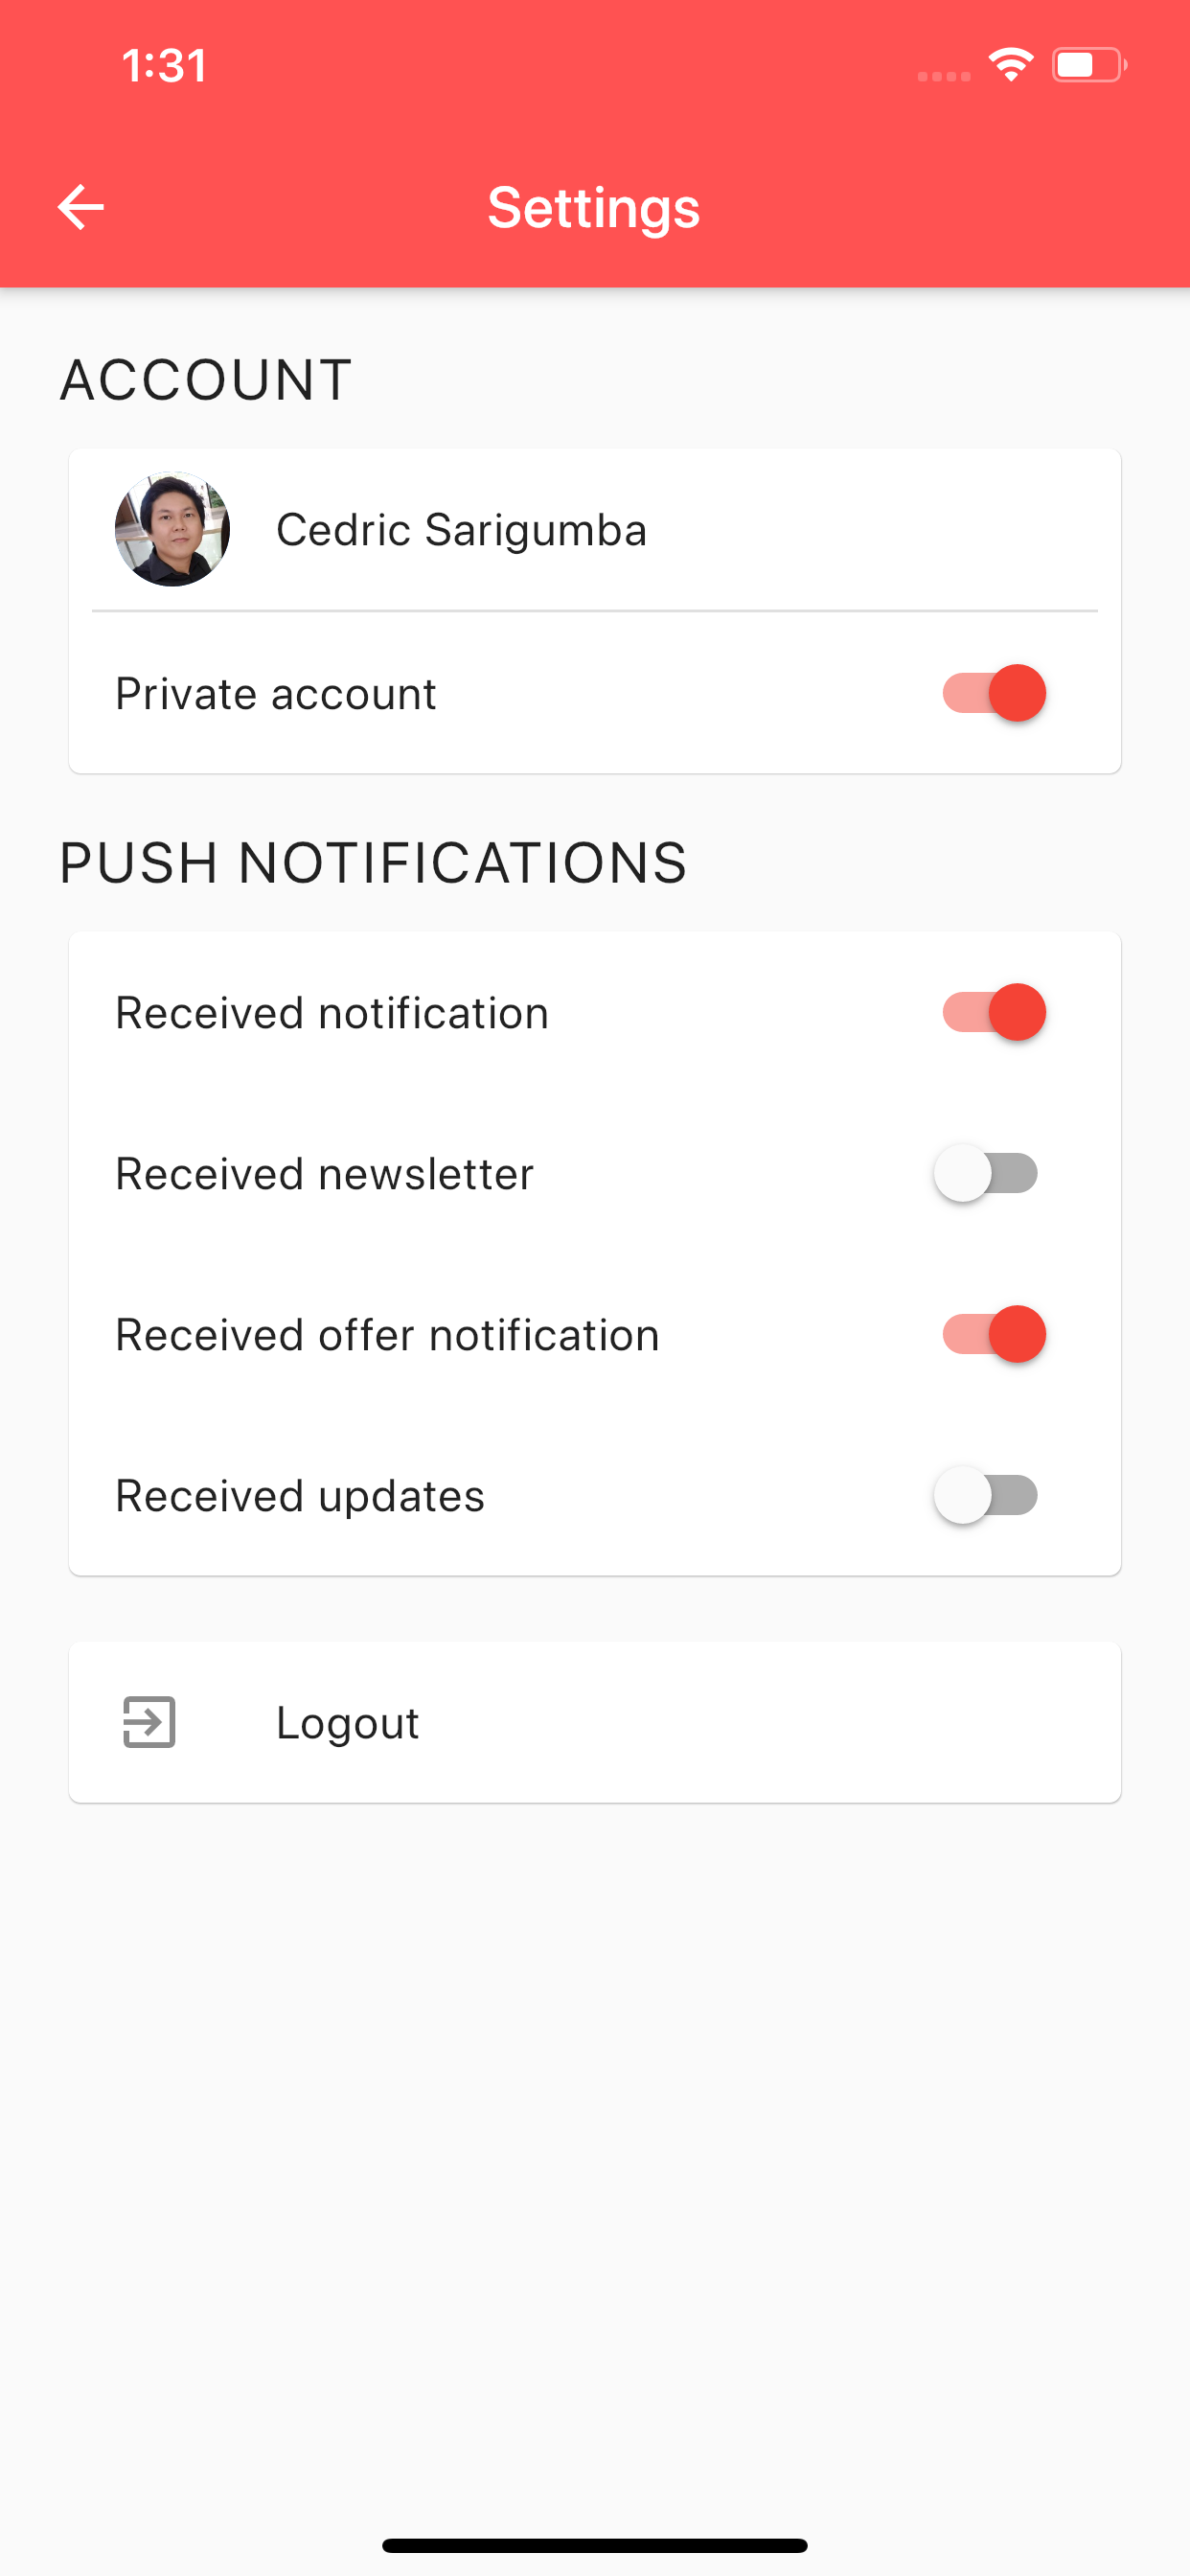 1:31
Settings
ACCOUNT
Cedric Sarigumba
Private account
PUSH NOTIFICATIONS
Received notification
Received newsletter
Received offer notification
Received updates
Logout